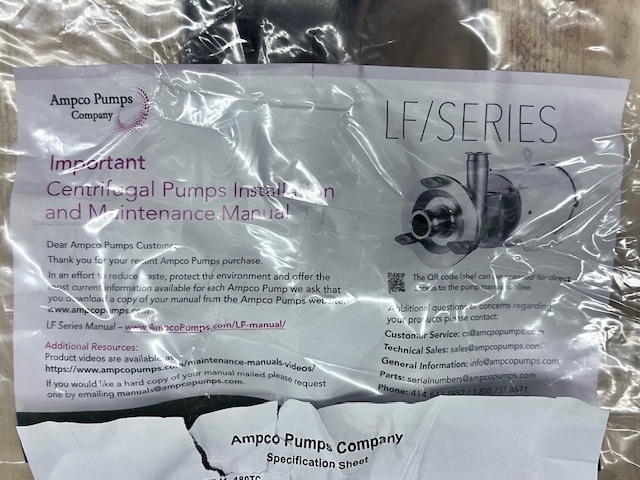 Ampco Pumps
Company
LF/SERIES
Important
Centrifugal Pumps Installation
and Maintenance Manual
Dear Ampco Pumps Customer
Thank you for your recent Ampco Pumps purchase.
In an effort to reduce waste, protect the environment and offer the
most current information available for each Ampco Pump we ask that
you download a copy of your manual from the Ampco Pumps website.
www.ampcopumps.com
LF Series Manual – www.AmpcoPumps.com/LF-manual/
Additional Resources:
Product videos are available at
https://www.ampcopumps.com/maintenance-manuals-videos/
If you would like a hard copy of your manual mailed please request
one by emailing manuals@ampcopumps.com.
The QR code label can be scanned for direct
access to the pump manual online.
Additional questions or concerns regarding
your products please contact:
Customer Service: cs@ampcopumps.com
Technical Sales: sales@ampcopumps.com
General Information: info@ampcopumps.com
Parts: serialnumbers@ampcopumps.com
Phone: / 1.800.737.8671
Ampco Pumps Company
Specification Sheet